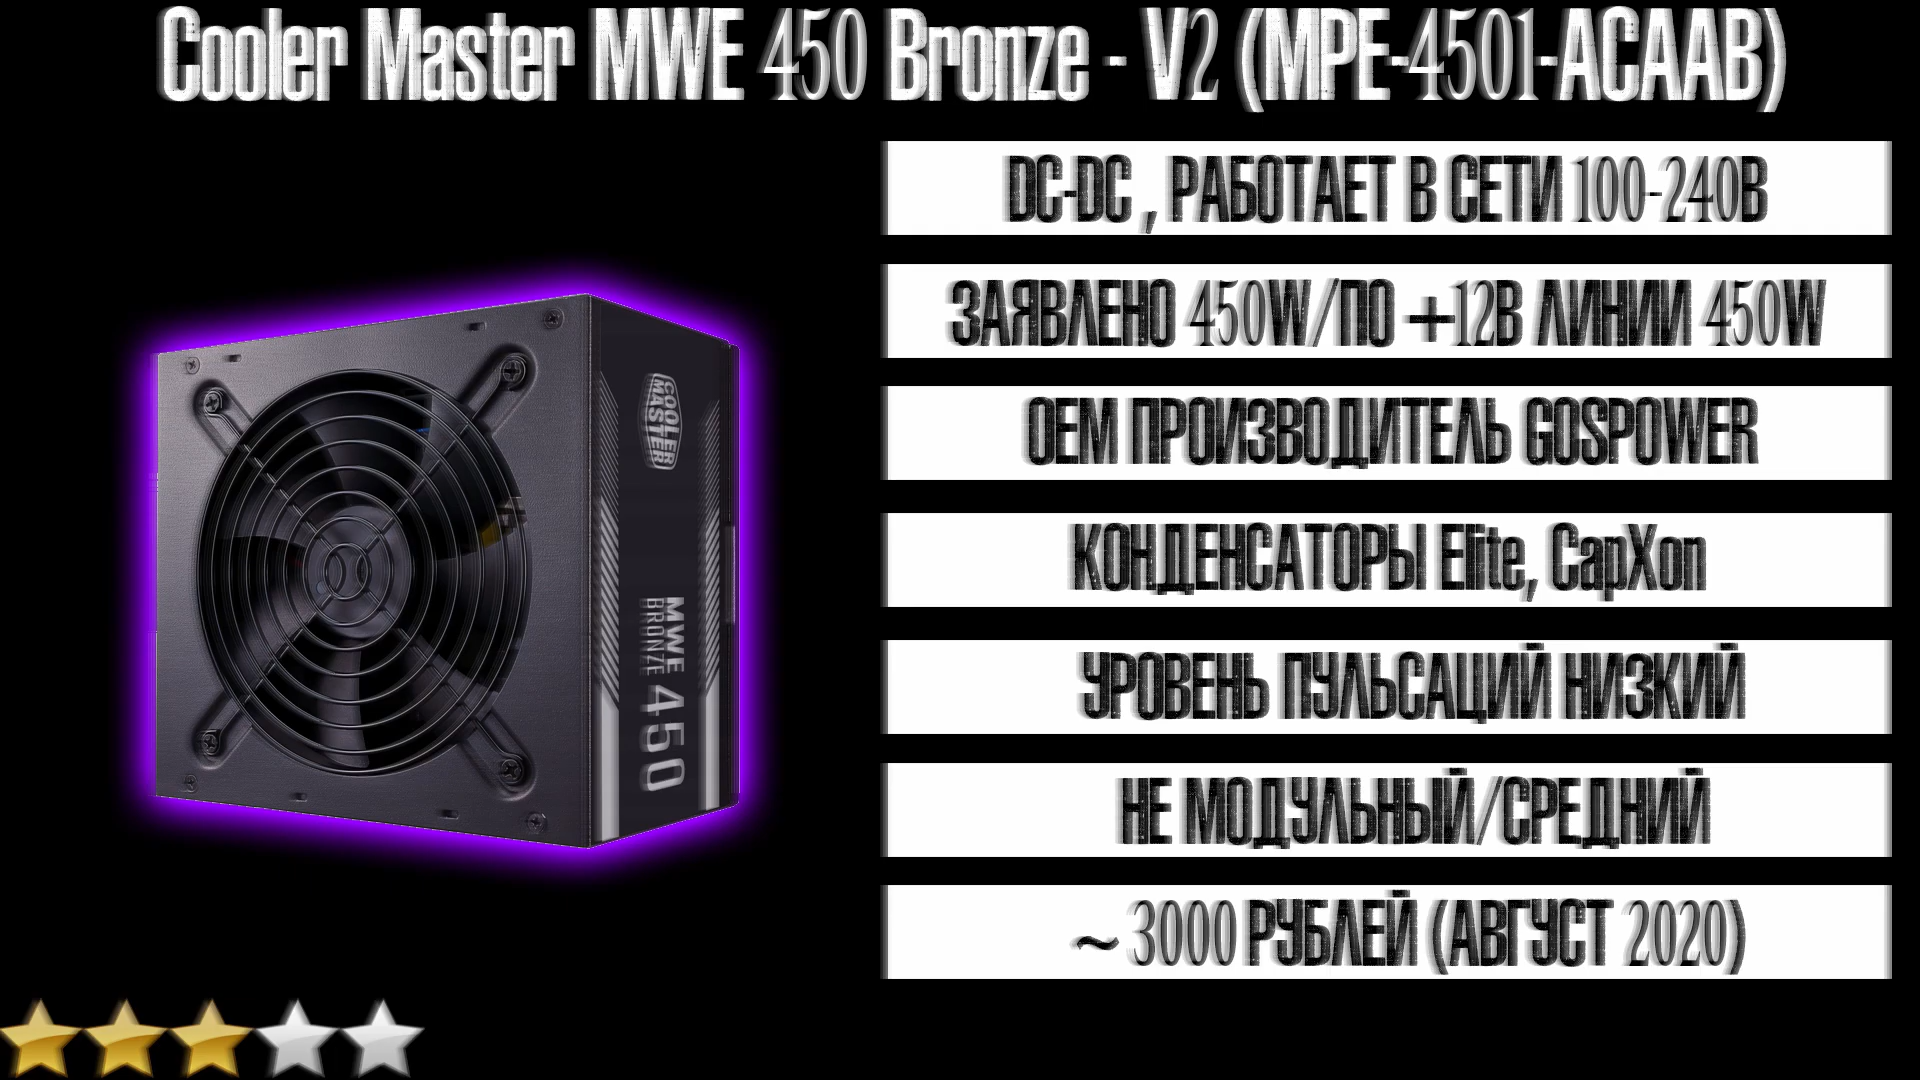 Cooler Master MWE 450 Bronze - V2 (MPE-4501-ACAAB)
DC-DC , РАБОТАЕТ В СЕТИ 100-240В
ЗАЯВЛЕНО 450W/ПО +12В ЛИНИИ 450W
OEM ПРОИЗВОДИТЕЛЬ GOSPOWER
КОНДЕНСАТОРЫ Elite, CapXon
УРОВЕНЬ ПУЛЬСАЦИЙ НИЗКИЙ
НЕ МОДУЛЬНЫЙ/СРЕДНИЙ
~ 3000 РУБЛЕЙ (АВГУСТ 2020)
COOLER
MASTER
MWE
BRONZE
450